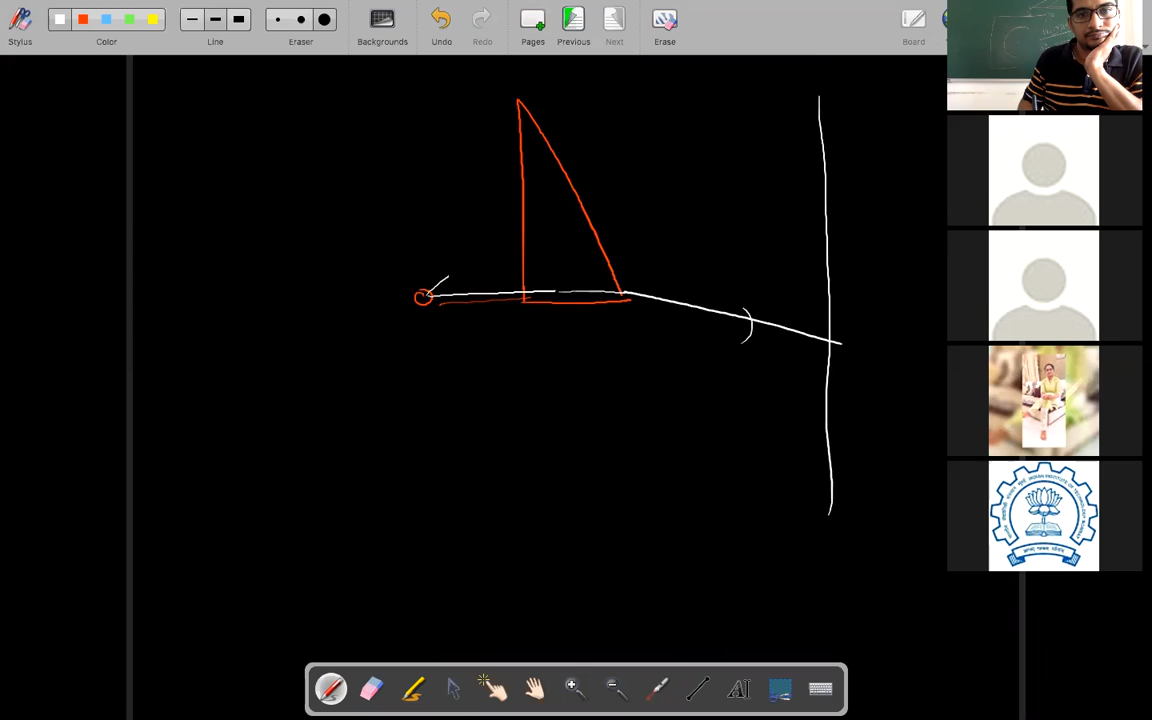 Stylus
Color
Line
Eraser
Backgrounds
Undo
Redo
Pages
Previous
Next
Erase
Board